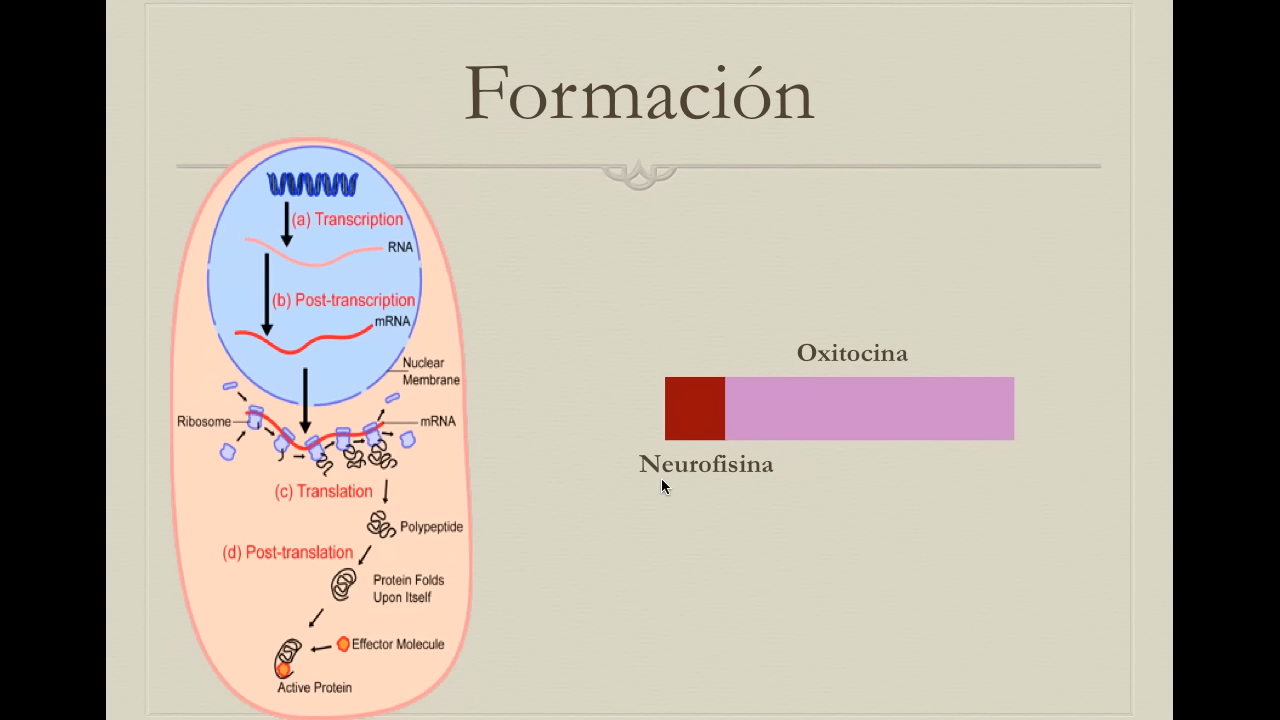 Formación
(a) Transcription
RNA
(b) Post-transcription
mRNA
Nuclear
Membrane
Ribosome
mRNA
(c) Translation
Polypeptide
(d) Post-translation
Protein Folds
Upon Itself
Effector Molecule
Active Protein
Oxitocina
Neurofisina